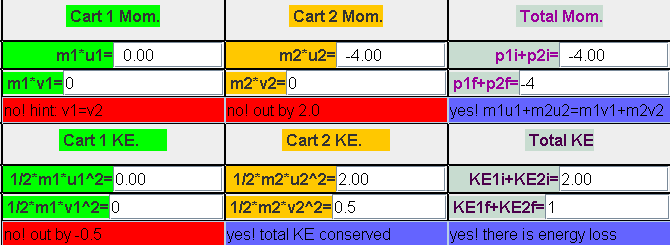 Cart 1 Mom. Cart 2 Mom. Total Mom.
m1*u1= 0.00 m2*u2= -4.00 p1i+p2i= -4.00
m1*v1= 0 m2*v2= 0 p1f+p2f= -4
no! hint: v1=v2 no! out by 2.0 yes! m1u1+m2u2=m1v1+m2v2
Cart 1 KE. Cart 2 KE. Total KE
1/2*m1*u1^2= 0.00 1/2*m2*u2^2= 2.00 KE1i+KE2i= 2.00
1/2*m1*v1^2= 0 1/2*m2*v2^2= 0.5 KE1f+KE2f= 1
no! out by -0.5 yes! total KE conserved yes! there is energy loss